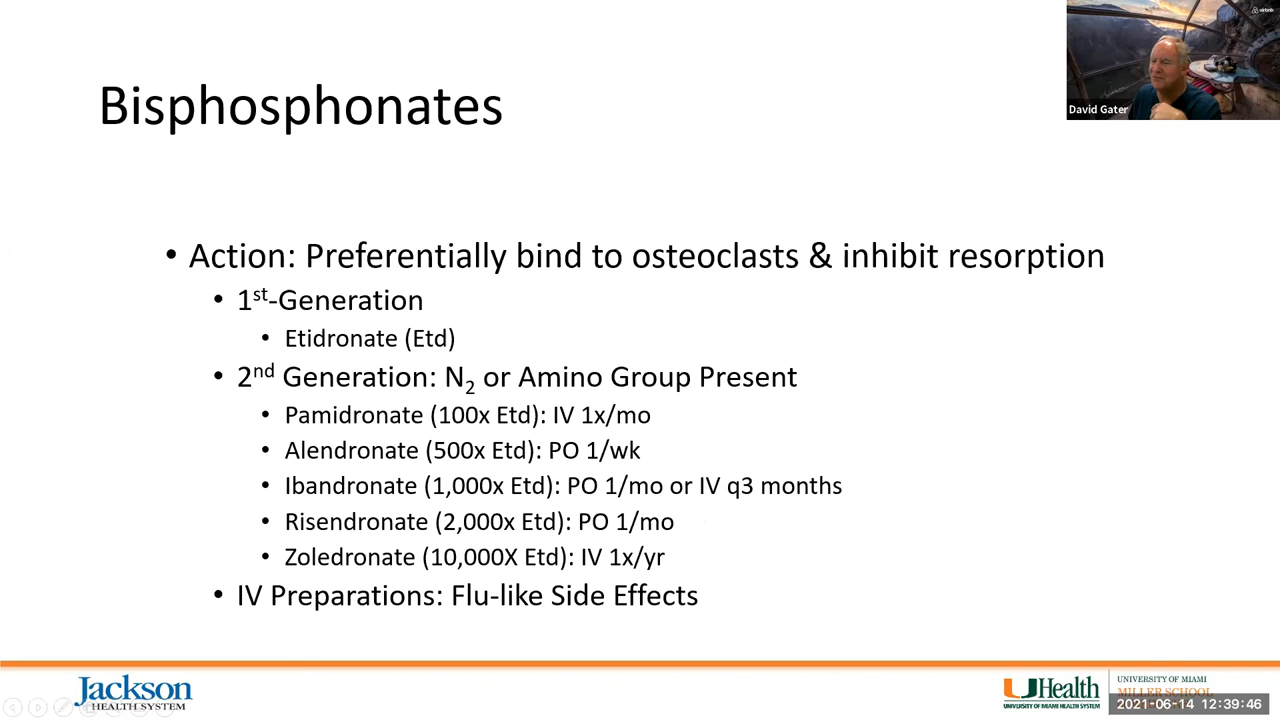 airbnb
David Gater
Bisphosphonates
• Action: Preferentially bind to osteoclasts & inhibit resorption
• 1st-Generation
• Etidronate (Etd)
• 2nd Generation: N2 or Amino Group Present
• Pamidronate (100x Etd): IV 1x/mo
• Alendronate (500x Etd): PO 1/wk
• Ibandronate (1,000x Etd): PO 1/mo or IV q3 months
• Risendronate (2,000x Etd): PO 1/mo
• Zoledronate (10,000X Etd): IV 1x/yr
• IV Preparations: Flu-like Side Effects
Jackson
HEALTH SYSTEM
UHealth
UNIVERSITY OF MIAMI HEALTH SYSTEM
UNIVERSITY OF MIAMI
MILLER SCHOOL
2021-06-14 12:39:46